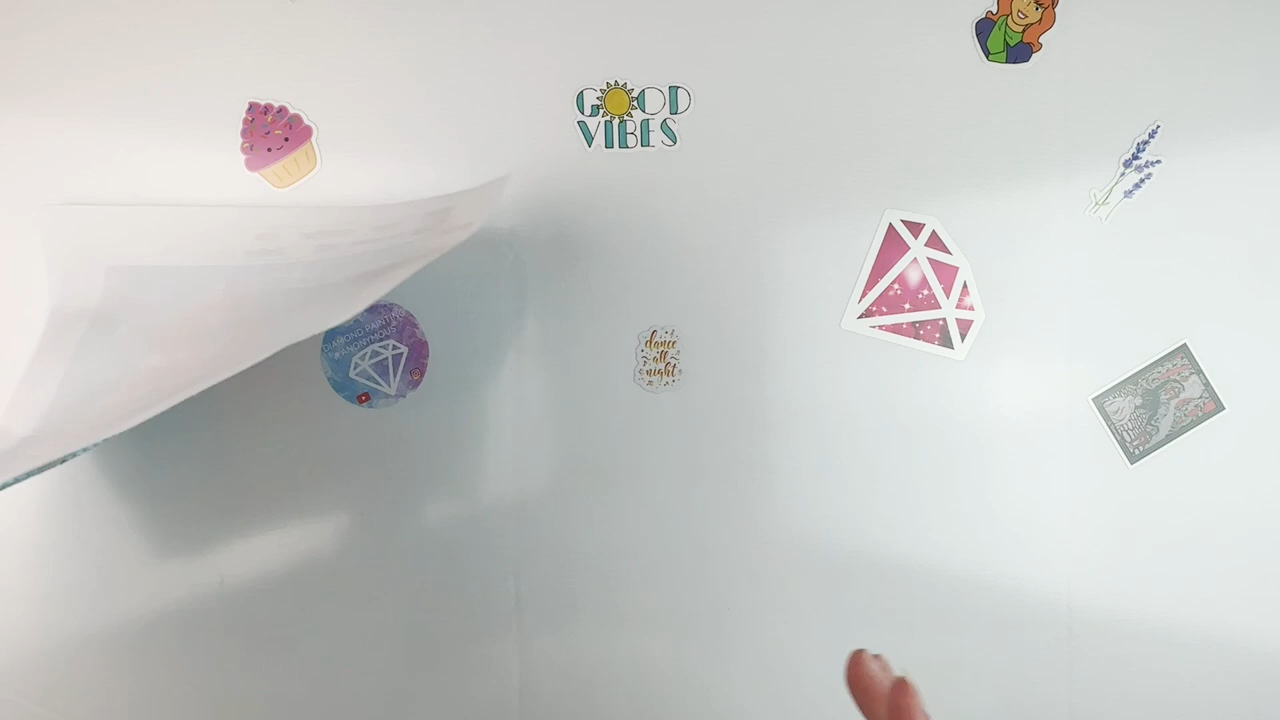 GOOD
VIBES
DIAMOND PAINTING
#ANONYMOUS
dance
all
night